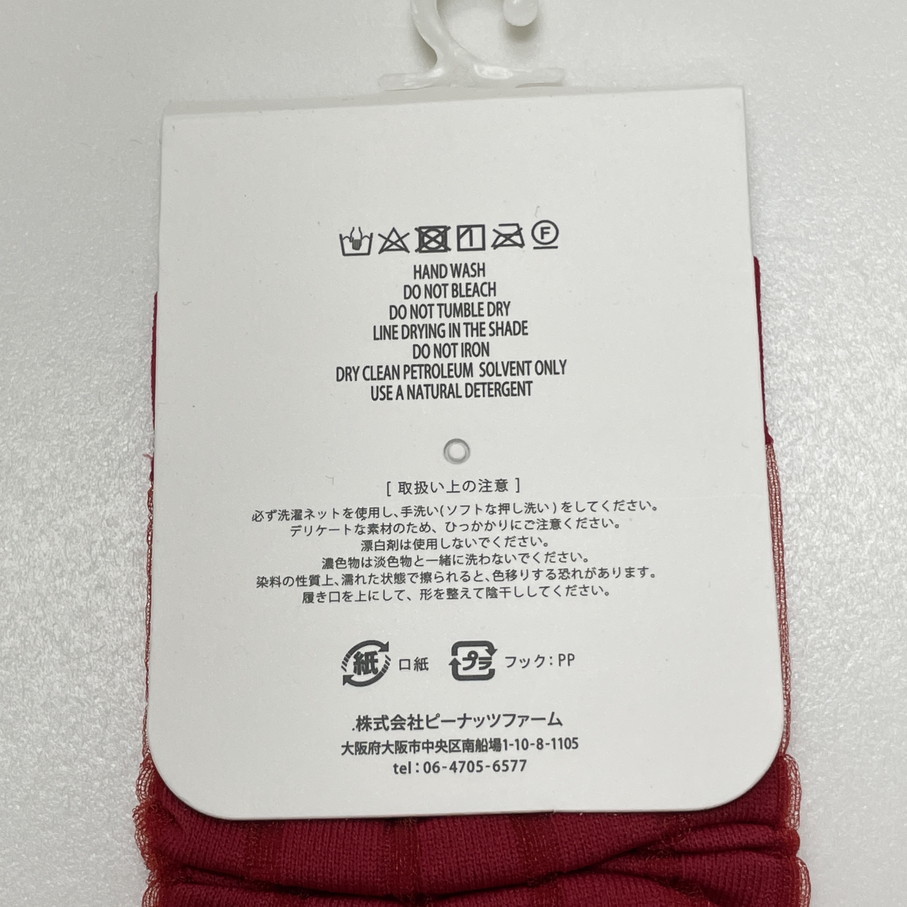 F
HAND WASH
DO NOT BLEACH
DO NOT TUMBLE DRY
LINE DRYING IN THE SHADE
DO NOT IRON
DRY CLEAN PETROLEUM SOLVENT ONLY
USE A NATURAL DETERGENT
[ 取扱い上の注意 ]
必ず洗濯ネットを使用し、手洗い(ソフトな押し洗い)をしてください。
デリケートな素材のため、ひっかかりにご注意ください。
漂白剤は使用しないでください。
濃色物は淡色物と一緒に洗わないでください。
染料の性質上、濡れた状態で擦られると、色移りする恐れがあります。
履き口を上にして、形を整えて陰干ししてください。
紙 口紙 プラ フック:PP
株式会社ピーナッツファーム
大阪府大阪市中央区南船場1-10-8-1105
tel:06-4705-6577